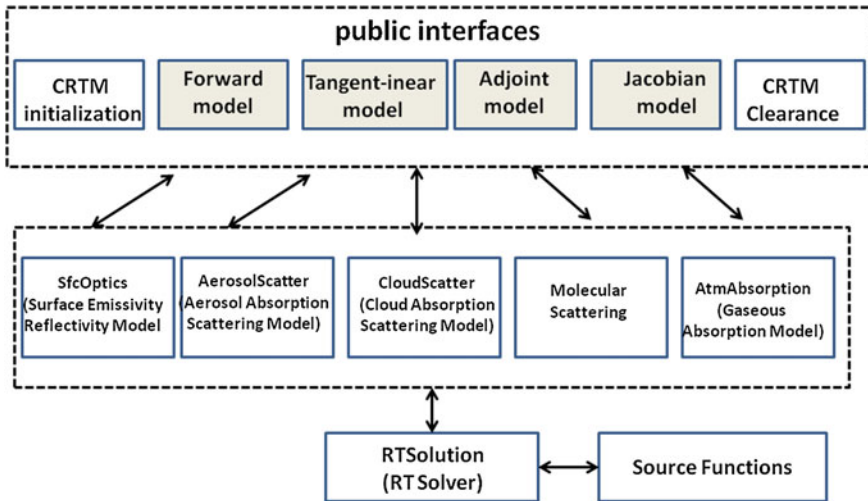 public interfaces
CRTM
initialization
Forward
model
Tangent-inear
model
Adjoint
model
Jacobian
model
CRTM
Clearance
SfcOptics
(Surface Emissivity
Reflectivity Model
AerosolScatter
(Aerosol Absorption
Scattering Model)
CloudScatter
(Cloud Absorption
Scattering Model)
Molecular
Scattering
AtmAbsorption
(Gaseous
Absorption Model)
RTSolution
(RT Solver)
Source Functions